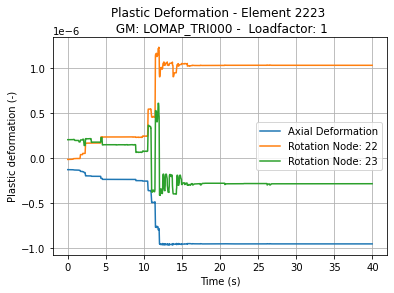 Plastic Deformation - Element 2223
GM: LOMAP_TRI000 -  Loadfactor: 1
1e−6
1.0
0.5
0.0
−0.5
−1.0
Plastic deformation (-)
Axial Deformation
Rotation Node: 22
Rotation Node: 23
0 5 10 15 20 25 30 35 40
Time (s)